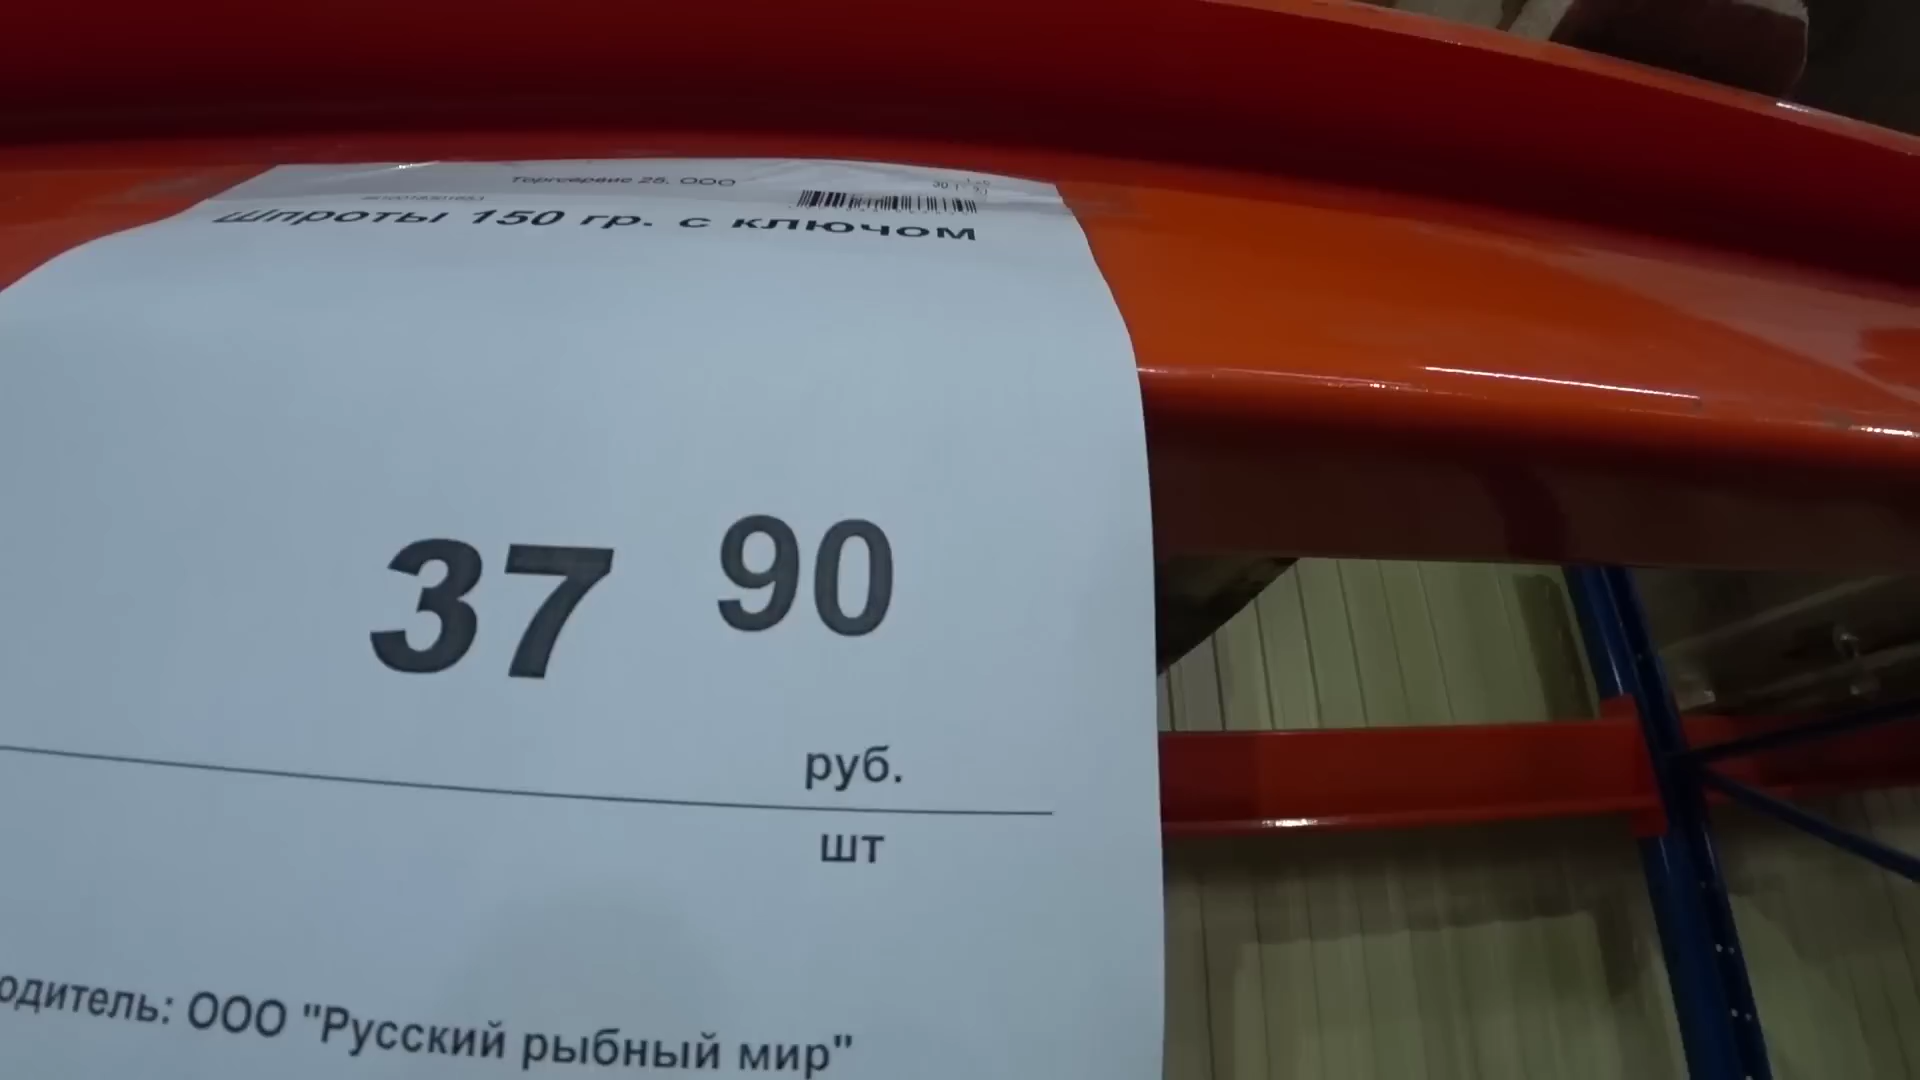 Торгсервис 25, ООО
Шпроты 150 гр. с ключом
37 90
руб.
шт
одитель: ООО "Русский рыбный мир"